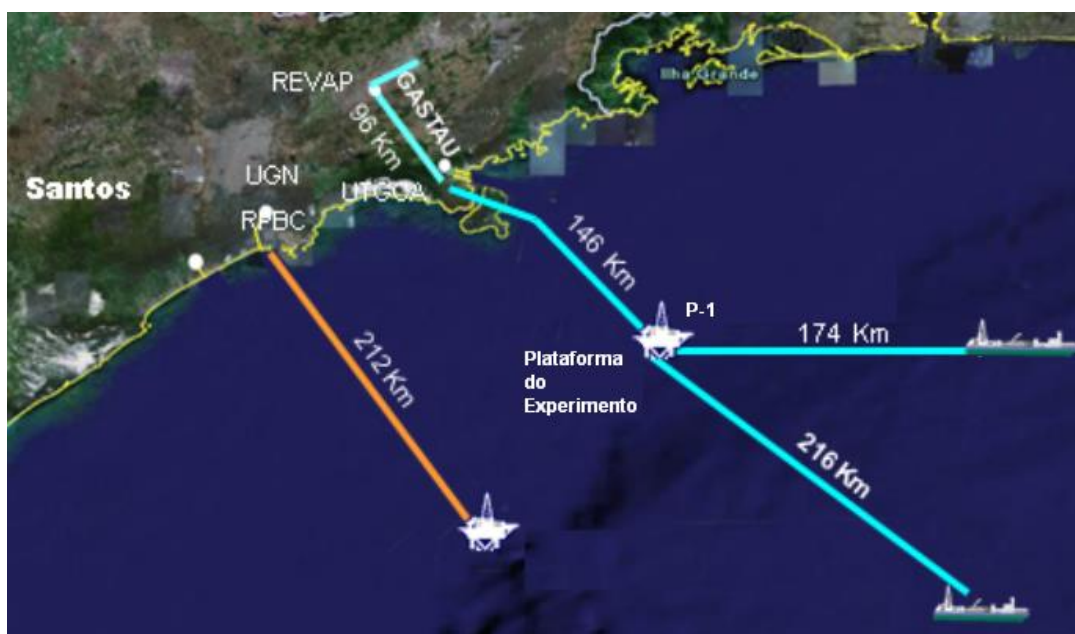 Ilha Grande
REVAP
GASTAU
96 Km
UGN
UTGCA
Santos
RPBC
146 Km
P-1
174 Km
Plataforma
do
Experimento
212 Km
216 Km